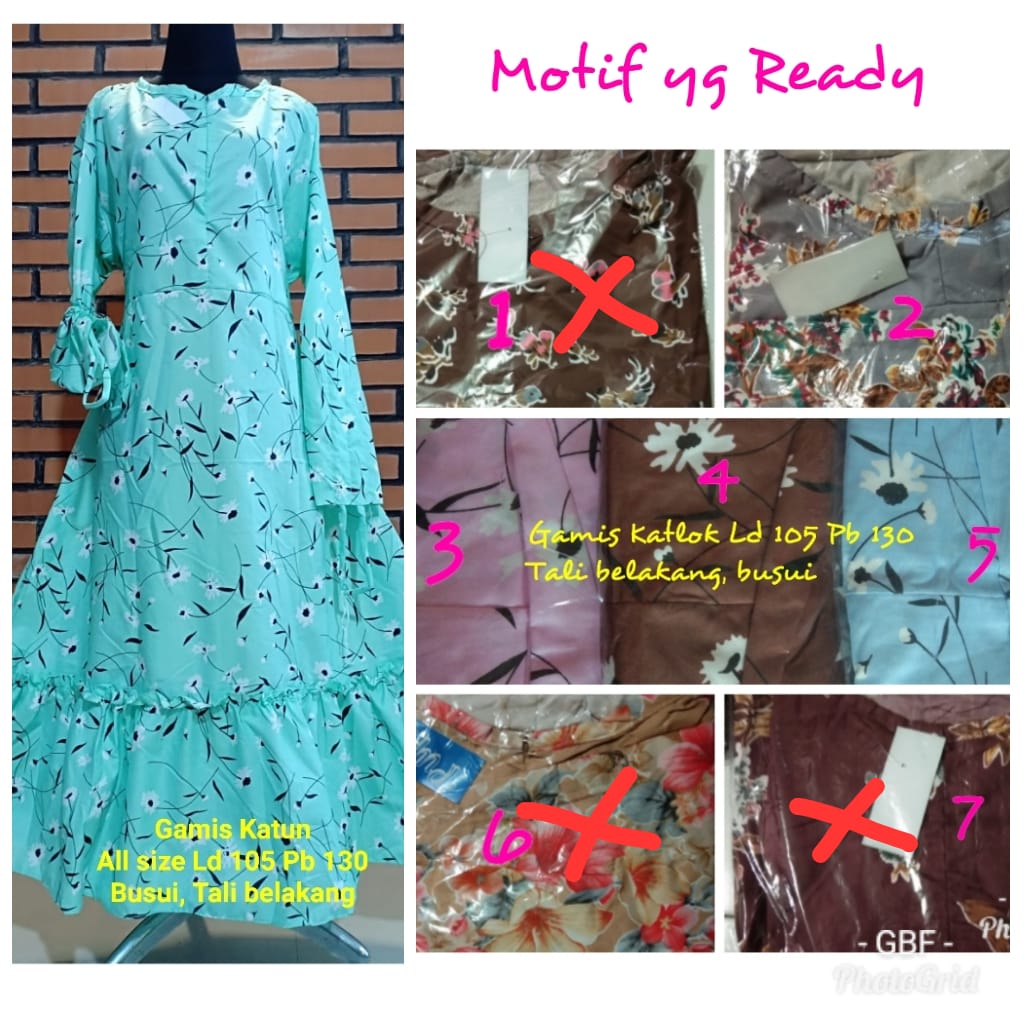 Motif yg Ready
1
2
3
4
5
Gamis Katlok Ld 105 Pb 130
Tali belakang, busui
6
7
Gamis Katun
All size Ld 105 Pb 130
Busui, Tali belakang
- GBF -
PhotoGrid